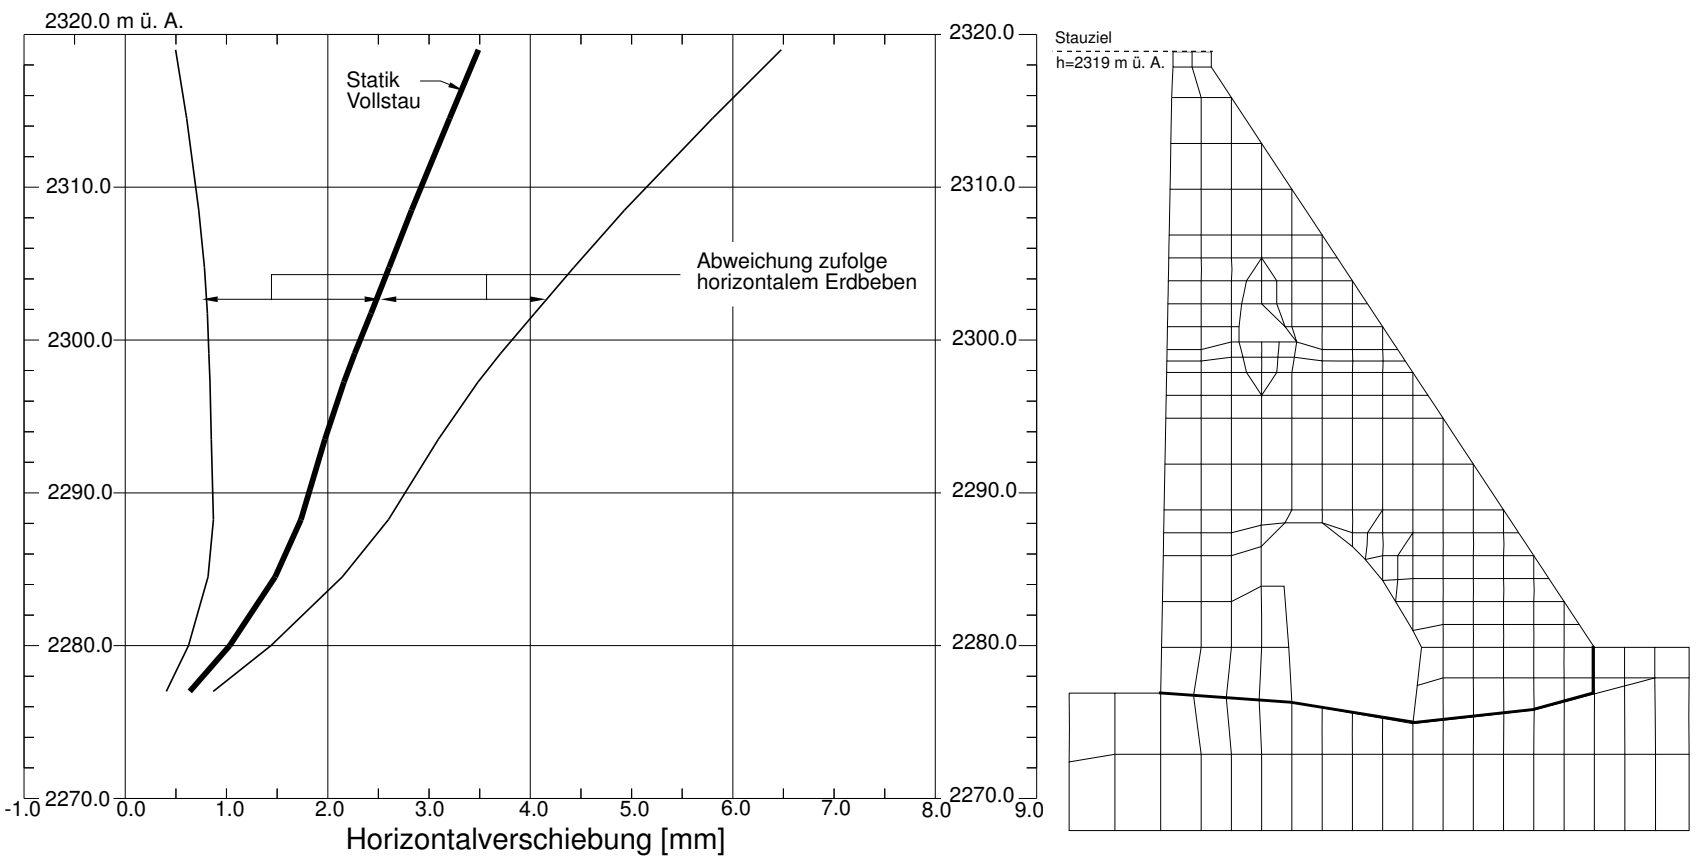 2320.0 m ü. A.
2310.0
2300.0
2290.0
2280.0
2270.0
-1.0
0.0
1.0
2.0
3.0
4.0
5.0
6.0
7.0
8.0
9.0
Horizontalverschiebung [mm]
Statik
Vollstau
Abweichung zufolge
horizontalem Erdbeben
2320.0
2310.0
2300.0
2290.0
2280.0
2270.0
Stauziel
h=2319 m ü. A.